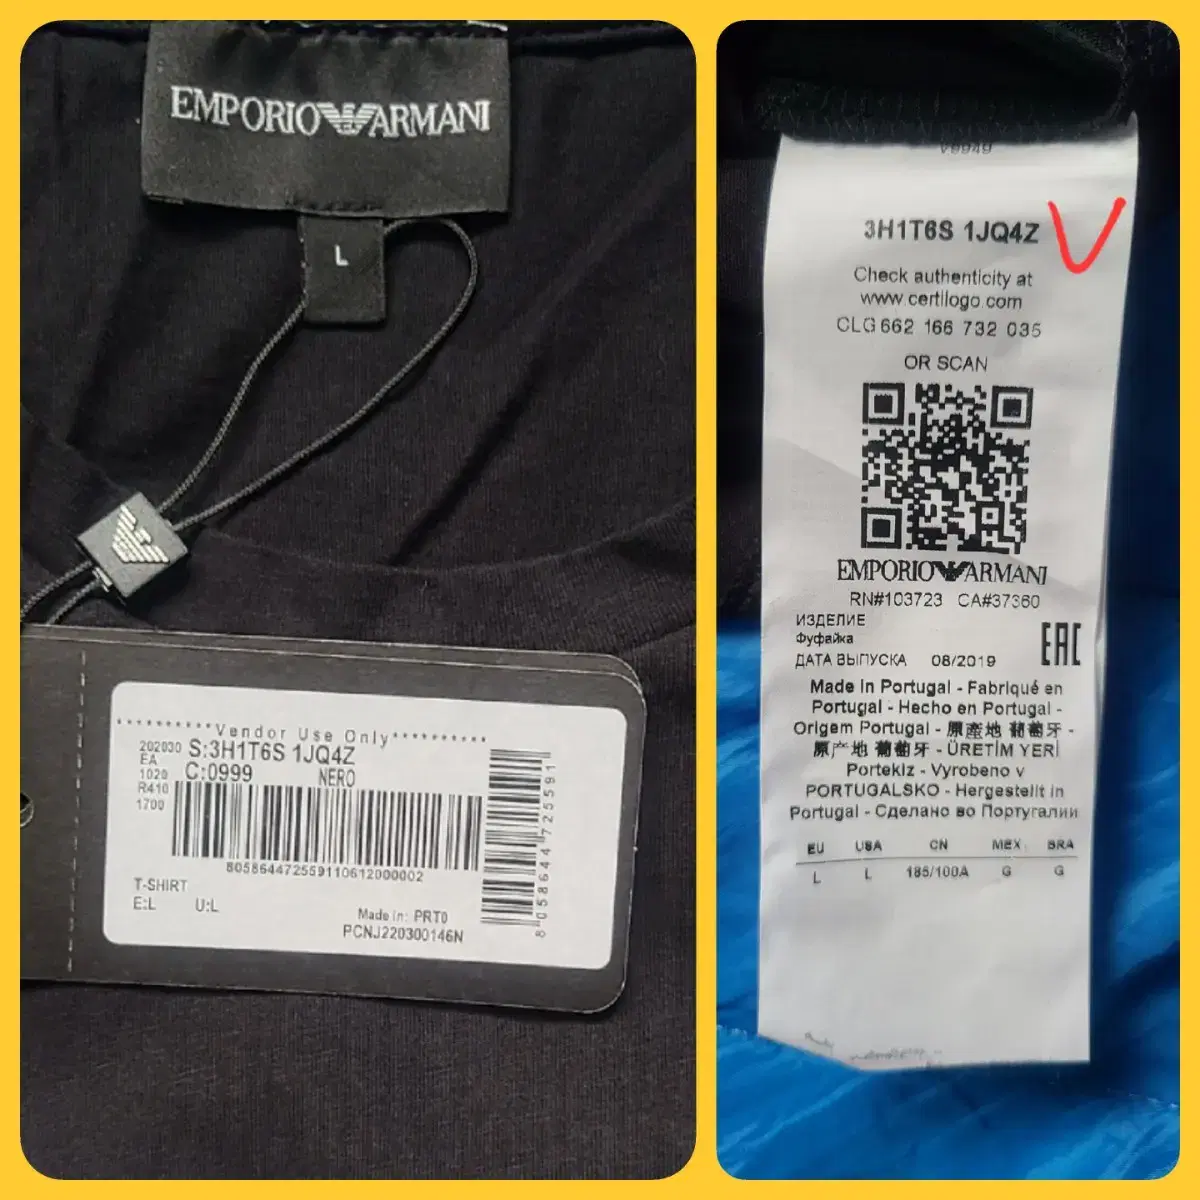 EMPORIO ARMANI
L
**********Vendor Use Only**********
202030 S:3H1T6S 1JQ4Z
EA
1020 C:0999 NERO
R410
1700
805864472559110612000002
8058644725591
T-SHIRT
E:L U:L
Made in: PRT0
PCNJ220300146N
V9949
3H1T6S 1JQ4Z
Check authenticity at
www.certilogo.com
CLG 662 166 732 035
OR SCAN
EMPORIO ARMANI
RN#103723 CA#37360
ИЗДЕЛИЕ
Фуфайка
ДАТА ВЫПУСКА 08/2019
EAC
Made in Portugal - Fabriqué en
Portugal - Hecho en Portugal -
Origem Portugal - 原產地 葡萄牙 -
原产地 葡萄牙 - ÜRETİM YERİ
Portekiz - Vyrobeno v
PORTUGALSKO - Hergestellt in
Portugal - Сделано во Португалии
EU USA CN MEX BRA
L L 185/100A G G